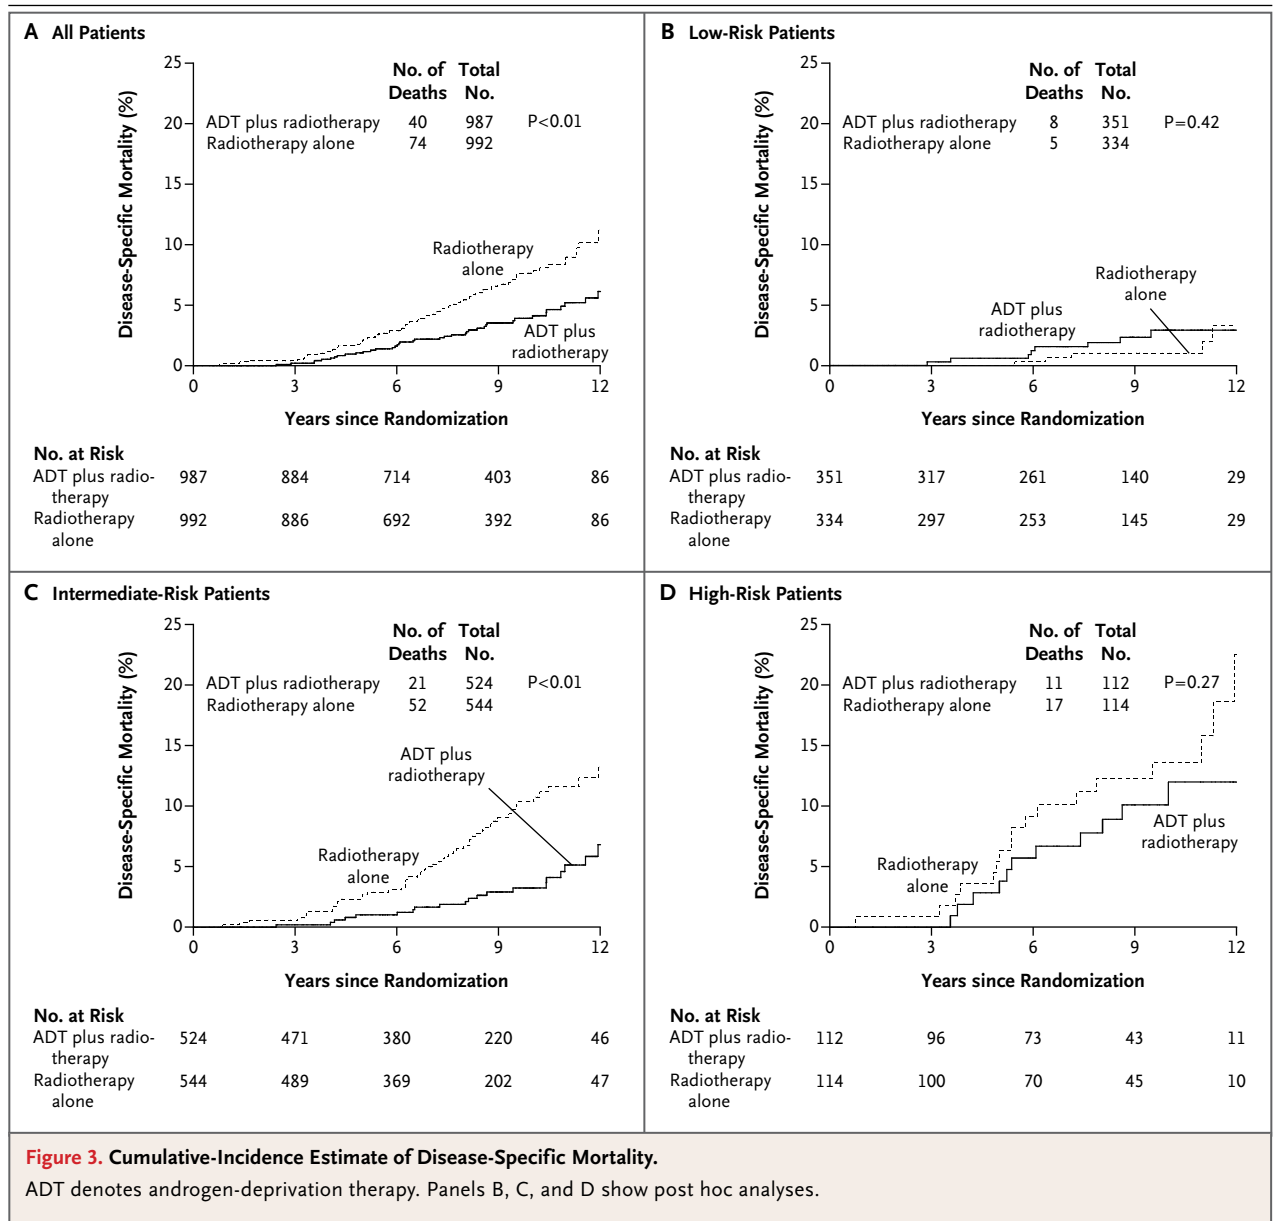 A All Patients
Disease-Specific Mortality (%)
25
20
15
10
5
0
No. of Total
Deaths No.
ADT plus radiotherapy 40 987 P<0.01
Radiotherapy alone 74 992
Radiotherapy
alone
ADT plus
radiotherapy
0 3 6 9 12
Years since Randomization
No. at Risk
ADT plus radio- 987 884 714 403 86
therapy
Radiotherapy 992 886 692 392 86
alone
B Low-Risk Patients
Disease-Specific Mortality (%)
25
20
15
10
5
0
No. of Total
Deaths No.
ADT plus radiotherapy 8 351 P=0.42
Radiotherapy alone 5 334
Radiotherapy
alone
ADT plus
radiotherapy
0 3 6 9 12
Years since Randomization
No. at Risk
ADT plus radio- 351 317 261 140 29
therapy
Radiotherapy 334 297 253 145 29
alone
C Intermediate-Risk Patients
Disease-Specific Mortality (%)
25
20
15
10
5
0
No. of Total
Deaths No.
ADT plus radiotherapy 21 524 P<0.01
Radiotherapy alone 52 544
ADT plus
radiotherapy
Radiotherapy
alone
0 3 6 9 12
Years since Randomization
No. at Risk
ADT plus radio- 524 471 380 220 46
therapy
Radiotherapy 544 489 369 202 47
alone
D High-Risk Patients
Disease-Specific Mortality (%)
25
20
15
10
5
0
No. of Total
Deaths No.
ADT plus radiotherapy 11 112 P=0.27
Radiotherapy alone 17 114
ADT plus
radiotherapy
Radiotherapy
alone
0 3 6 9 12
Years since Randomization
No. at Risk
ADT plus radio- 112 96 73 43 11
therapy
Radiotherapy 114 100 70 45 10
alone
Figure 3. Cumulative-Incidence Estimate of Disease-Specific Mortality.
ADT denotes androgen-deprivation therapy. Panels B, C, and D show post hoc analyses.